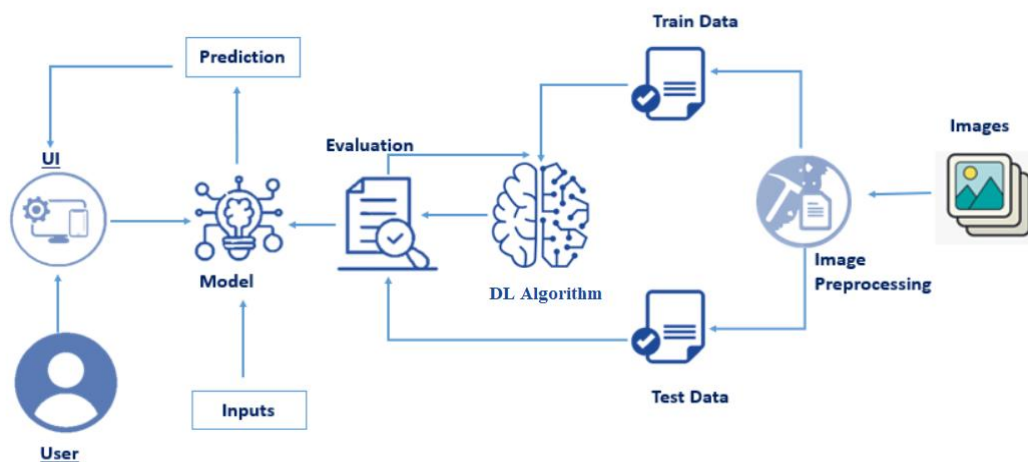 Train Data
Prediction
Images
Evaluation
UI
Model
DL Algorithm
Image
Preprocessing
Inputs
Test Data
User